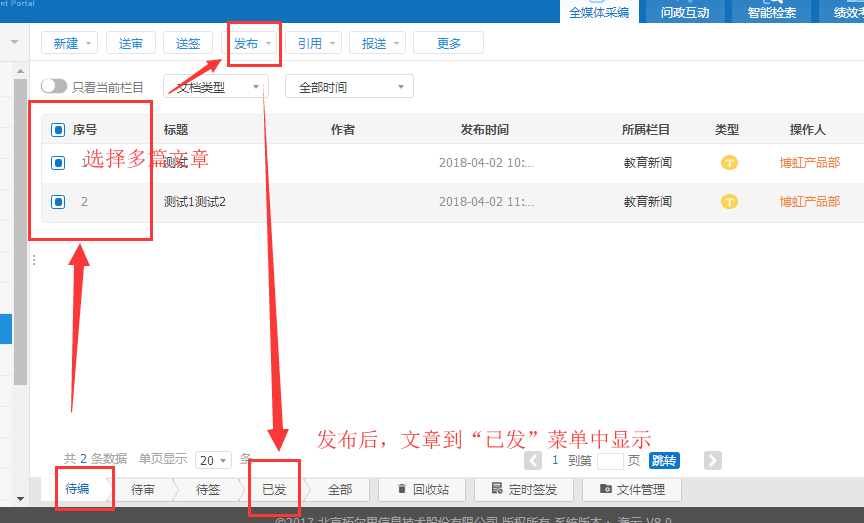 nt Portal
全媒体采编 问政互动 智能检索 绩效考
新建 送审 送签 发布 引用 报送 更多
只看当前栏目 文档类型 全部时间
序号 标题 作者 发布时间 所属栏目 类型 操作人
1 测试 2018-04-02 10:... 教育新闻 T 博虹产品部
选择多篇文章
2 测试1测试2 2018-04-02 11:... 教育新闻 T 博虹产品部
发布后，文章到“已发”菜单中显示
共 2 条数据 单页显示 20 条 1 到第 页 跳转
待编 待审 待签 已发 全部 回收站 定时签发 文件管理
©2017 北京拓尔思信息技术股份有限公司 版权所有 系统版本：海云 V8.0